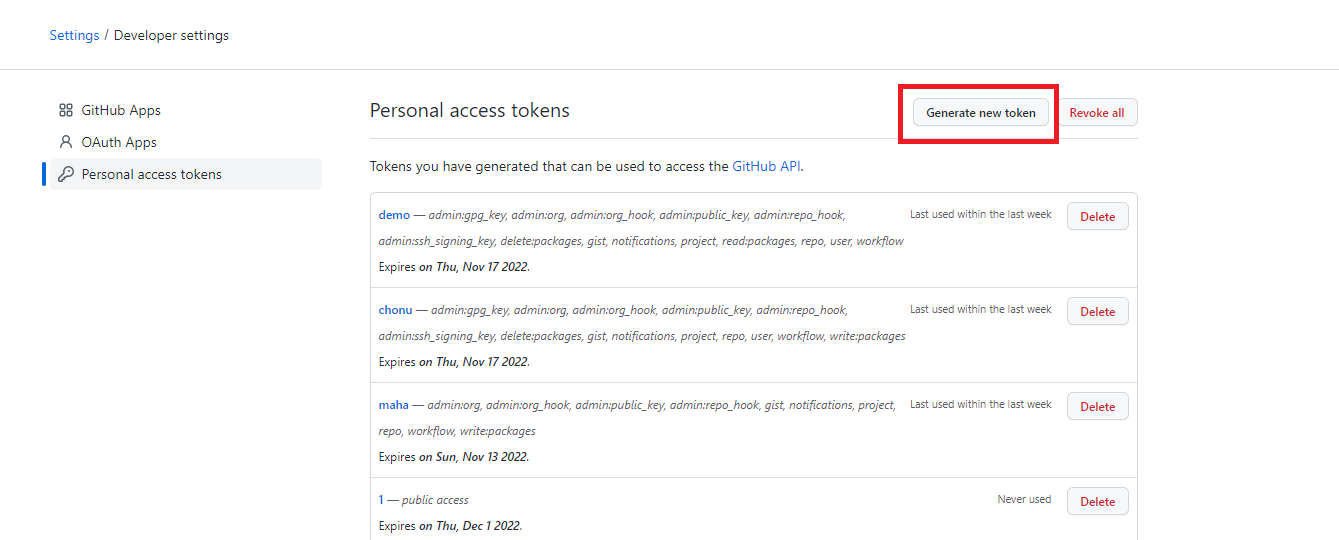 Settings / Developer settings
GitHub Apps
OAuth Apps
Personal access tokens
Personal access tokens
Generate new token
Revoke all
Tokens you have generated that can be used to access the GitHub API.
demo — admin:gpg_key, admin:org, admin:org_hook, admin:public_key, admin:repo_hook,
admin:ssh_signing_key, delete:packages, gist, notifications, project, read:packages, repo, user, workflow
Expires on Thu, Nov 17 2022.
Last used within the last week
Delete
chonu — admin:gpg_key, admin:org, admin:org_hook, admin:public_key, admin:repo_hook,
admin:ssh_signing_key, delete:packages, gist, notifications, project, repo, user, workflow, write:packages
Expires on Thu, Nov 17 2022.
Last used within the last week
Delete
maha — admin:org, admin:org_hook, admin:public_key, admin:repo_hook, gist, notifications, project,
repo, workflow, write:packages
Expires on Sun, Nov 13 2022.
Last used within the last week
Delete
1 — public access
Expires on Thu, Dec 1 2022.
Never used
Delete